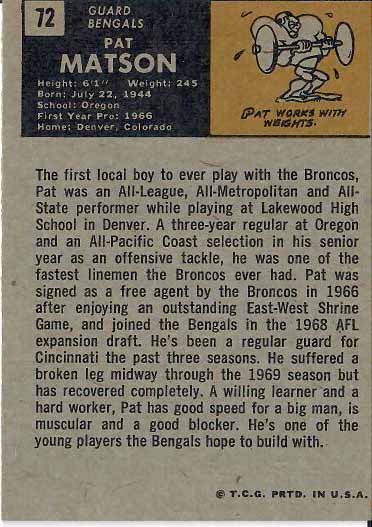 72
GUARD
BENGALS
PAT
MATSON
Height: 6'1" Weight: 245
Born: July 22, 1944
School: Oregon
First Year Pro: 1966
Home: Denver, Colorado
PAT WORKS WITH
WEIGHTS.
The first local boy to ever play with the Broncos,
Pat was an All-League, All-Metropolitan and All-
State performer while playing at Lakewood High
School in Denver. A three-year regular at Oregon
and an All-Pacific Coast selection in his senior
year as an offensive tackle, he was one of the
fastest linemen the Broncos ever had. Pat was
signed as a free agent by the Broncos in 1966
after enjoying an outstanding East-West Shrine
Game, and joined the Bengals in the 1968 AFL
expansion draft. He's been a regular guard for
Cincinnati the past three seasons. He suffered a
broken leg midway through the 1969 season but
has recovered completely. A willing learner and a
hard worker, Pat has good speed for a big man, is
muscular and a good blocker. He's one of
the young players the Bengals hope to build with.
© T.C.G. PRTD. IN U.S.A.